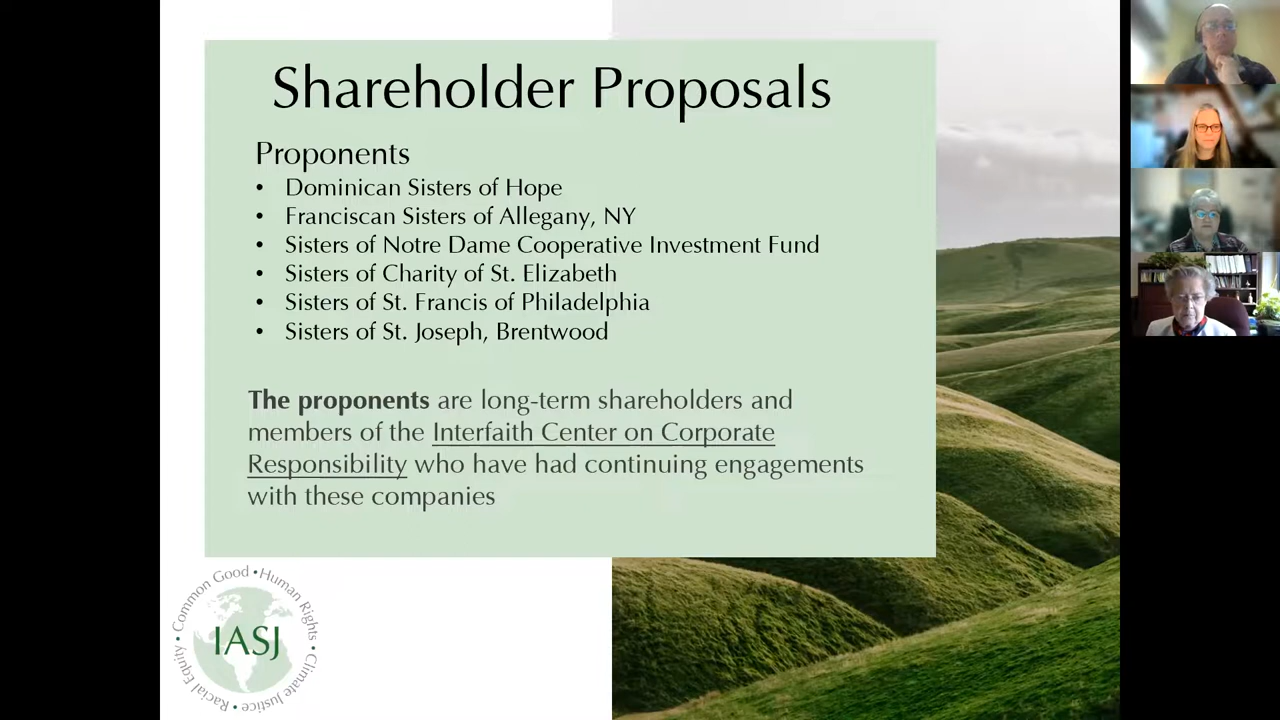 Shareholder Proposals
Proponents
• Dominican Sisters of Hope
• Franciscan Sisters of Allegany, NY
• Sisters of Notre Dame Cooperative Investment Fund
• Sisters of Charity of St. Elizabeth
• Sisters of St. Francis of Philadelphia
• Sisters of St. Joseph, Brentwood
The proponents are long-term shareholders and
members of the Interfaith Center on Corporate
Responsibility who have had continuing engagements
with these companies
Common Good • Human Rights • Climate Justice • Racial Equity •
IASJ